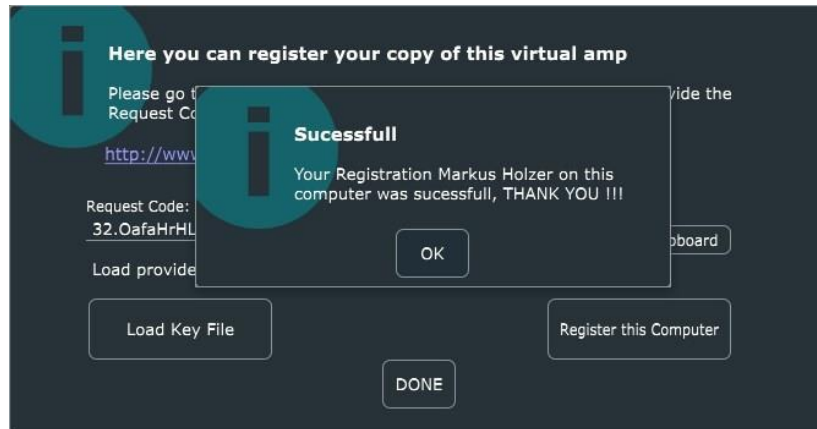 Here you can register your copy of this virtual amp
Please go t
vide the
Request Co
http://www
Sucessfull
Your Registration Markus Holzer on this
computer was sucessfull, THANK YOU !!!
OK
Request Code:
32.OafaHrHL
board
Load provide
Load Key File
Register this Computer
DONE